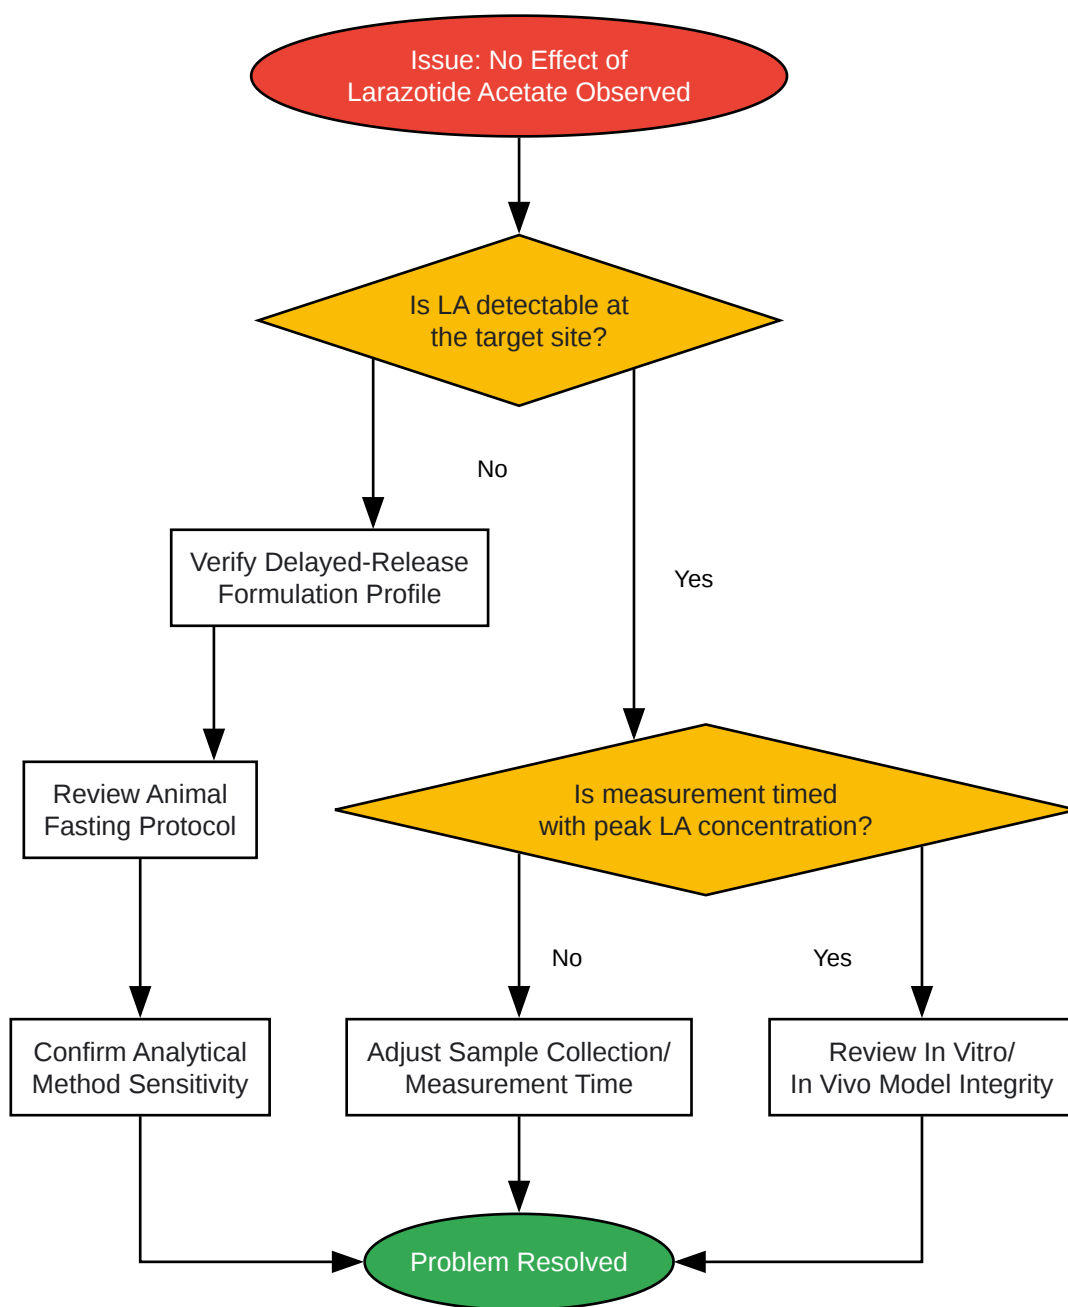 Issue: No Effect of
Larazotide Acetate Observed
Is LA detectable at
the target site?
No
Verify Delayed-Release
Formulation Profile
Yes
Review Animal
Fasting Protocol
Is measurement timed
with peak LA concentration?
No
Yes
Confirm Analytical
Method Sensitivity
Adjust Sample Collection/
Measurement Time
Review In Vitro/
In Vivo Model Integrity
Problem Resolved